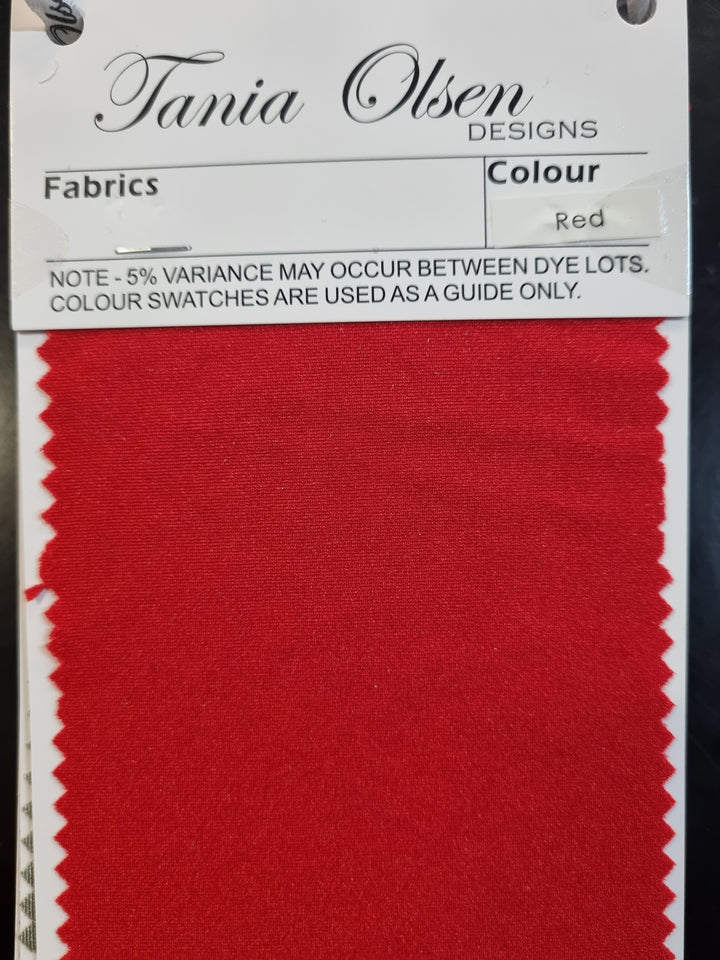 Tania Olsen
DESIGNS
Fabrics
Colour
Red
NOTE - 5% VARIANCE MAY OCCUR BETWEEN DYE LOTS.
COLOUR SWATCHES ARE USED AS A GUIDE ONLY.